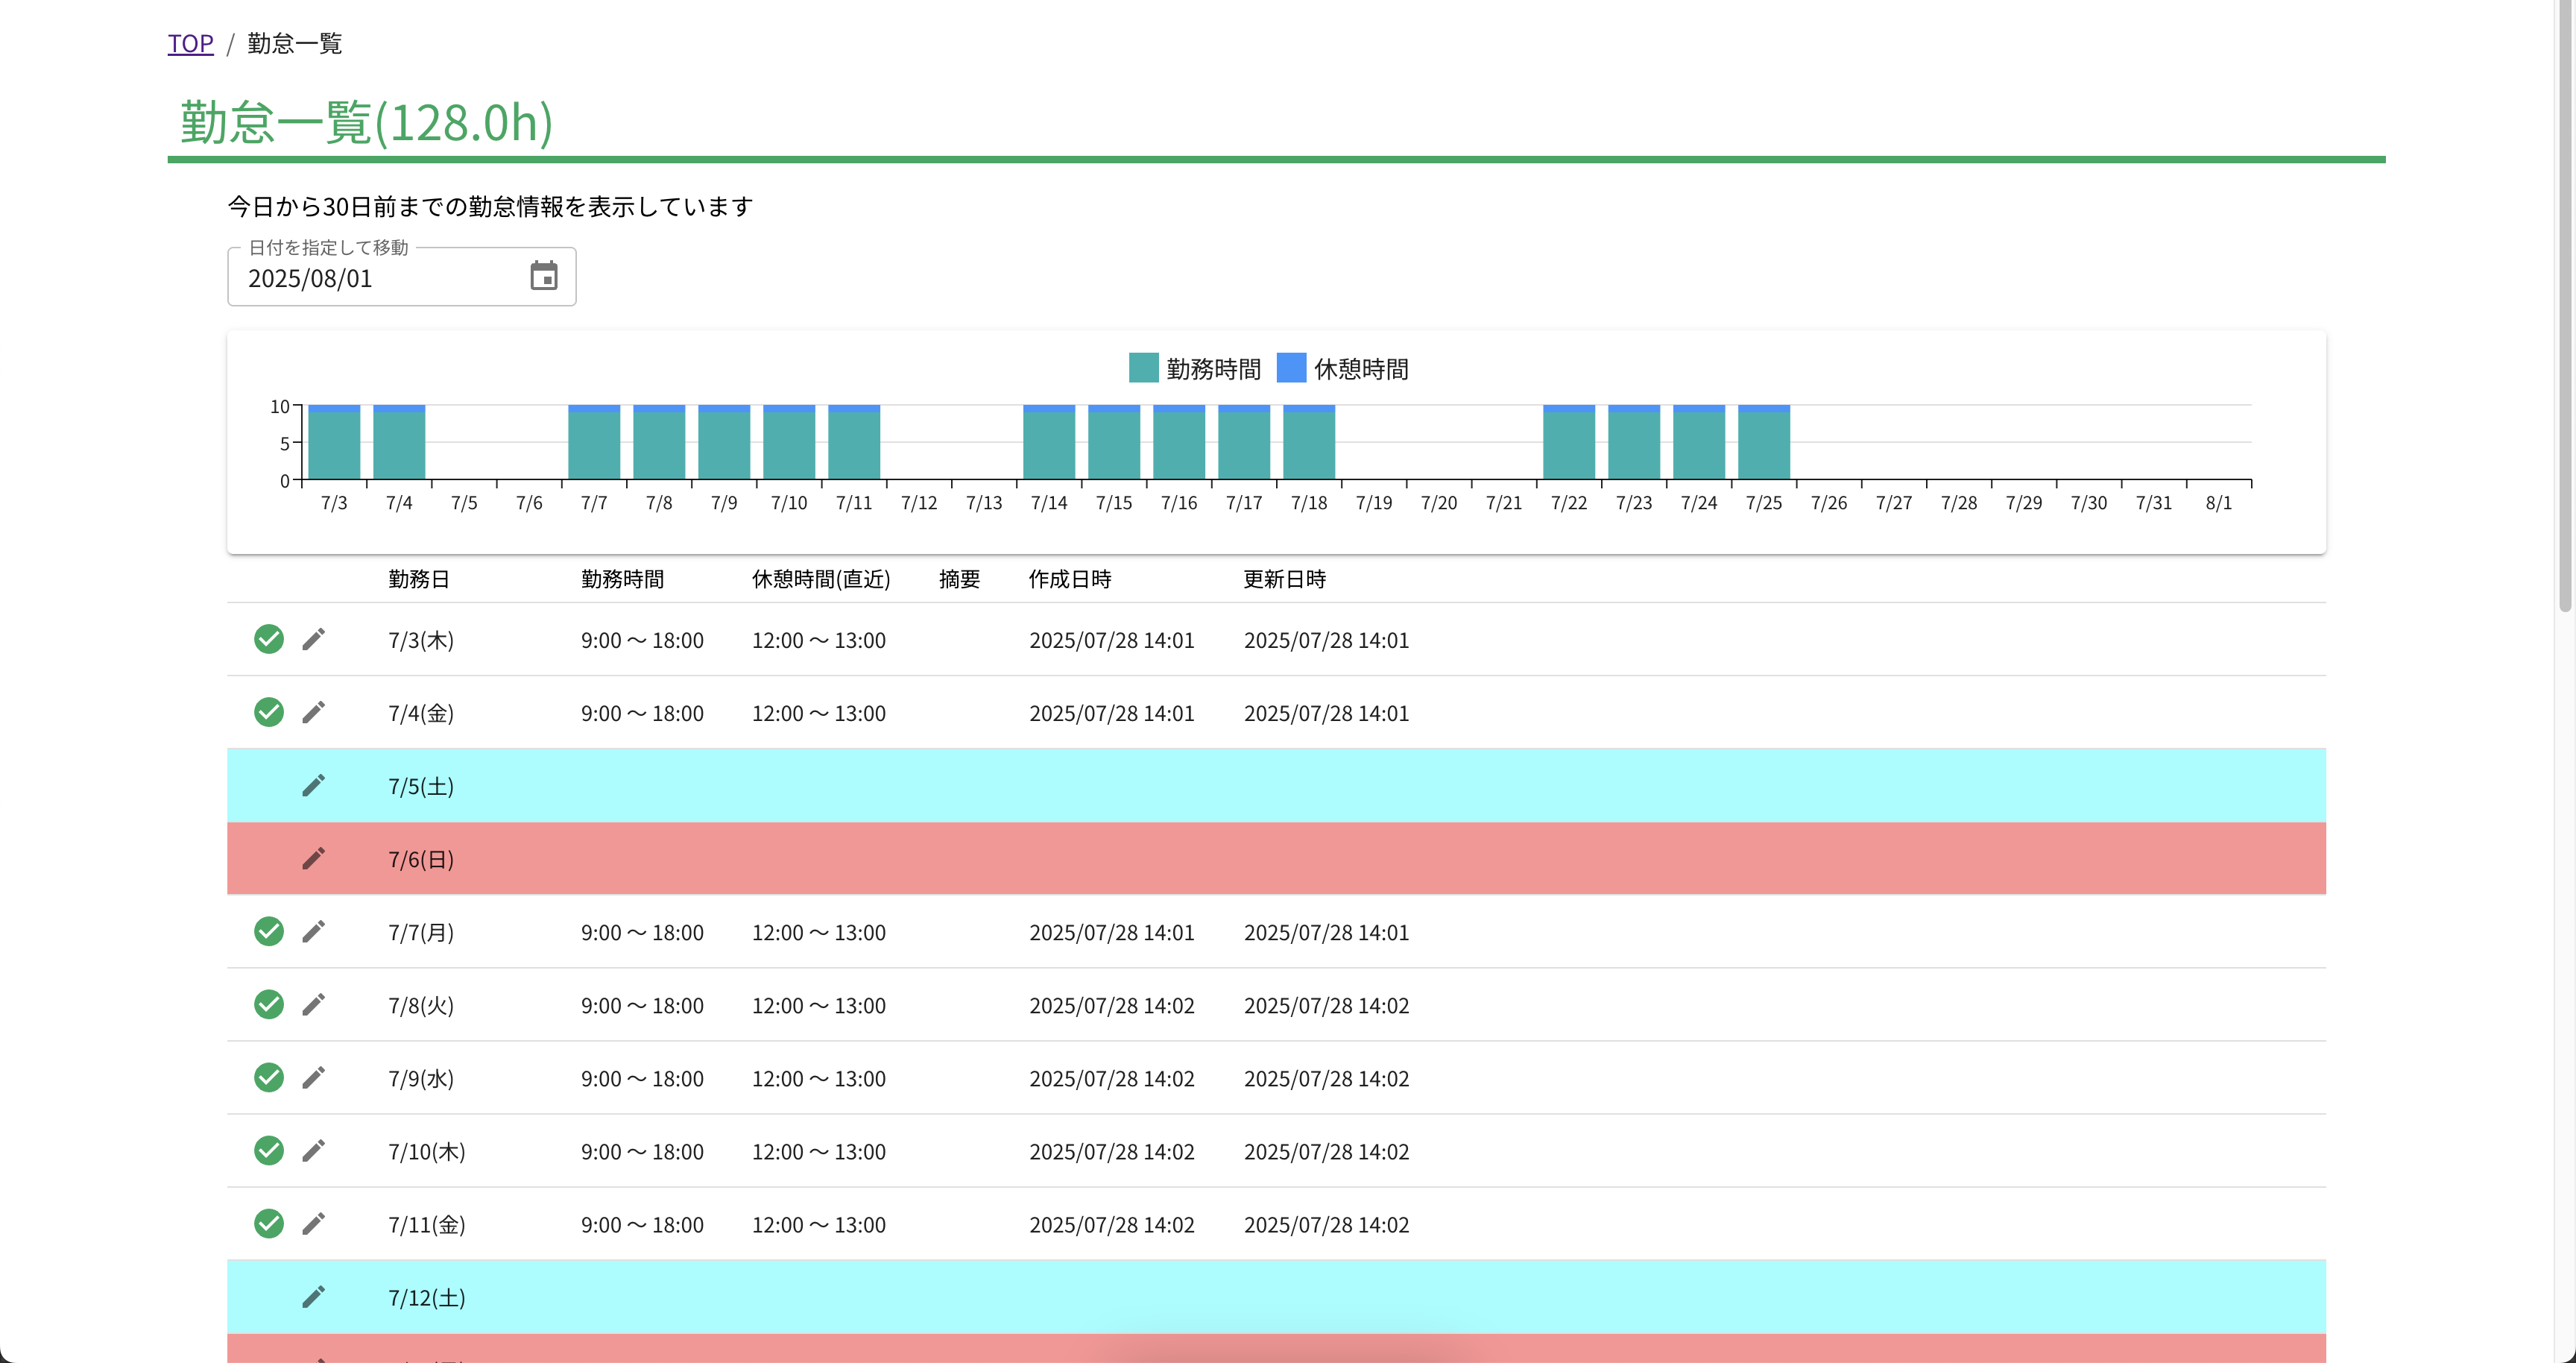 TOP / 勤怠一覧
勤怠一覧(128.0h)
今日から30日前までの勤怠情報を表示しています
日付を指定して移動
2025/08/01
勤務時間 休憩時間
10
5
0
7/3 7/4 7/5 7/6 7/7 7/8 7/9 7/10 7/11 7/12 7/13 7/14 7/15 7/16 7/17 7/18 7/19 7/20 7/21 7/22 7/23 7/24 7/25 7/26 7/27 7/28 7/29 7/30 7/31 8/1
勤務日 勤務時間 休憩時間(直近) 摘要 作成日時 更新日時
7/3(木) 9:00 〜 18:00 12:00 〜 13:00 2025/07/28 14:01 2025/07/28 14:01
7/4(金) 9:00 〜 18:00 12:00 〜 13:00 2025/07/28 14:01 2025/07/28 14:01
7/5(土)
7/6(日)
7/7(月) 9:00 〜 18:00 12:00 〜 13:00 2025/07/28 14:01 2025/07/28 14:01
7/8(火) 9:00 〜 18:00 12:00 〜 13:00 2025/07/28 14:02 2025/07/28 14:02
7/9(水) 9:00 〜 18:00 12:00 〜 13:00 2025/07/28 14:02 2025/07/28 14:02
7/10(木) 9:00 〜 18:00 12:00 〜 13:00 2025/07/28 14:02 2025/07/28 14:02
7/11(金) 9:00 〜 18:00 12:00 〜 13:00 2025/07/28 14:02 2025/07/28 14:02
7/12(土)